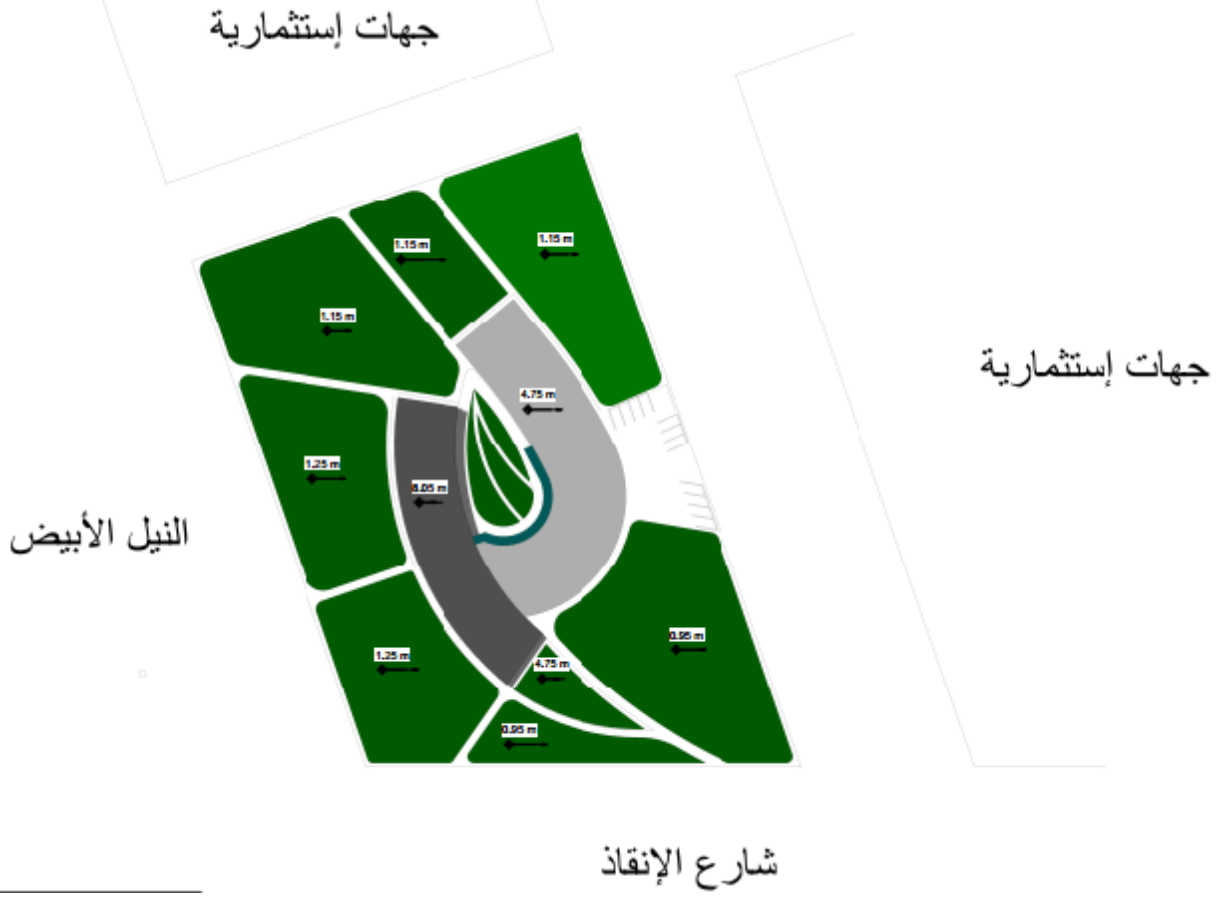 جهات إستثمارية
1.15 m
1.15 m
1.15 m
جهات إستثمارية
4.75 m
1.25 m
8.05 m
النيل الأبيض
0.95 m
1.25 m
4.75 m
0.95 m
شارع الإنقاذ